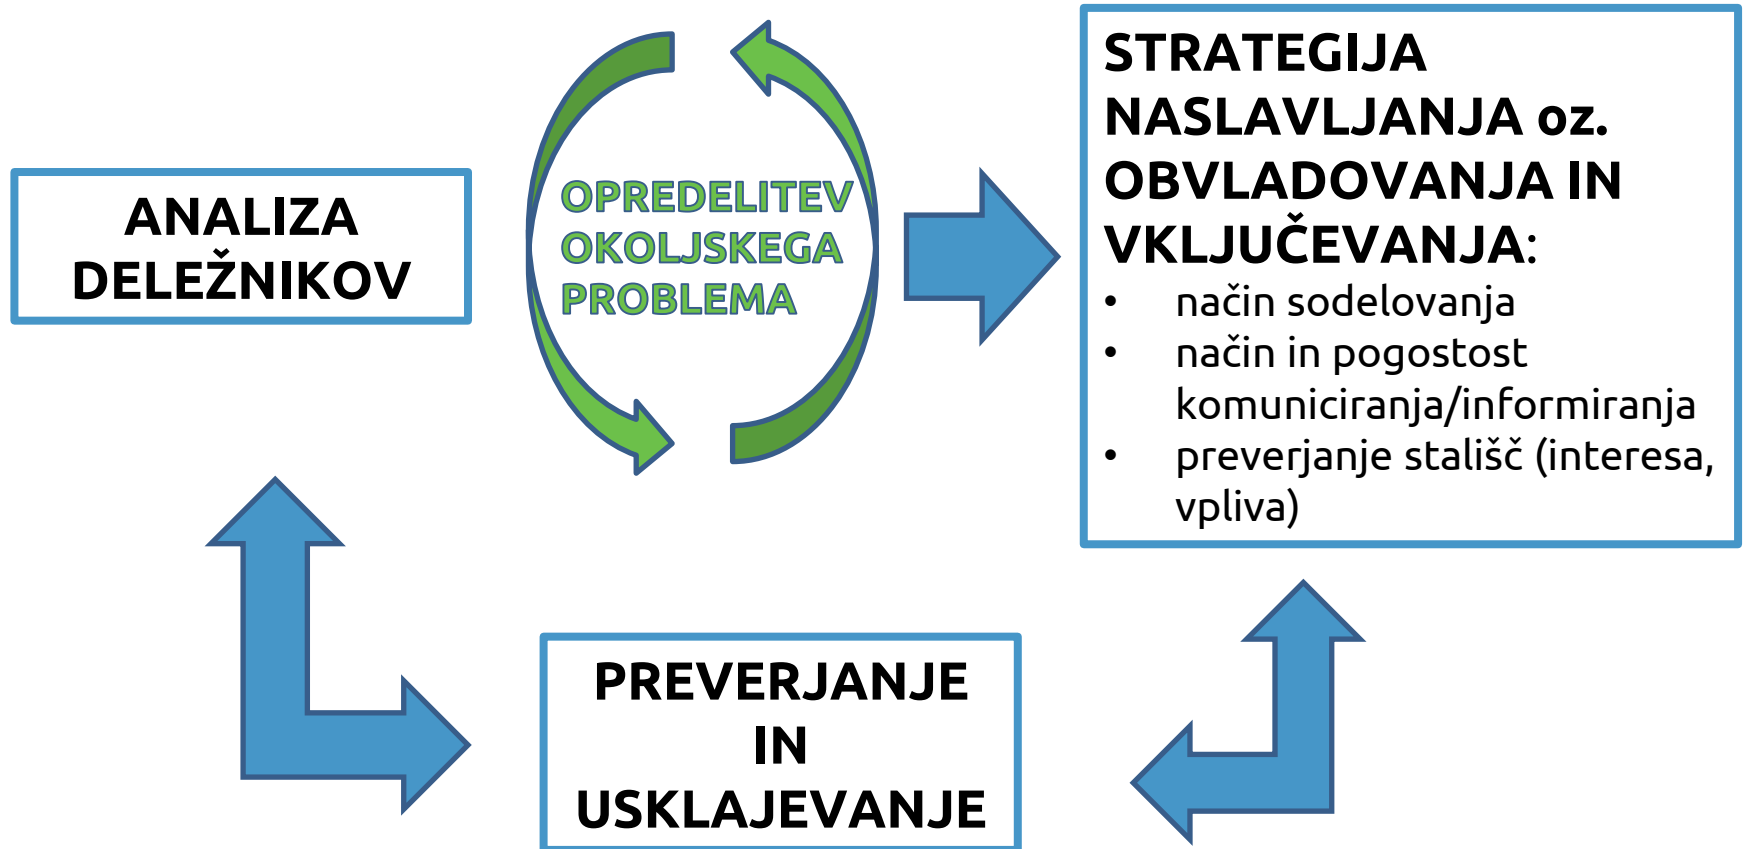 ANALIZA
DELEŽNIKOV
OPREDELITEV
OKOLJSKEGA
PROBLEMA
STRATEGIJA
NASLAVLJANJA oz.
OBVLADOVANJA IN
VKLJUČEVANJA:
• način sodelovanja
• način in pogostost
komuniciranja/informiranja
• preverjanje stališč (interesa,
vpliva)
PREVERJANJE
IN
USKLAJEVANJE